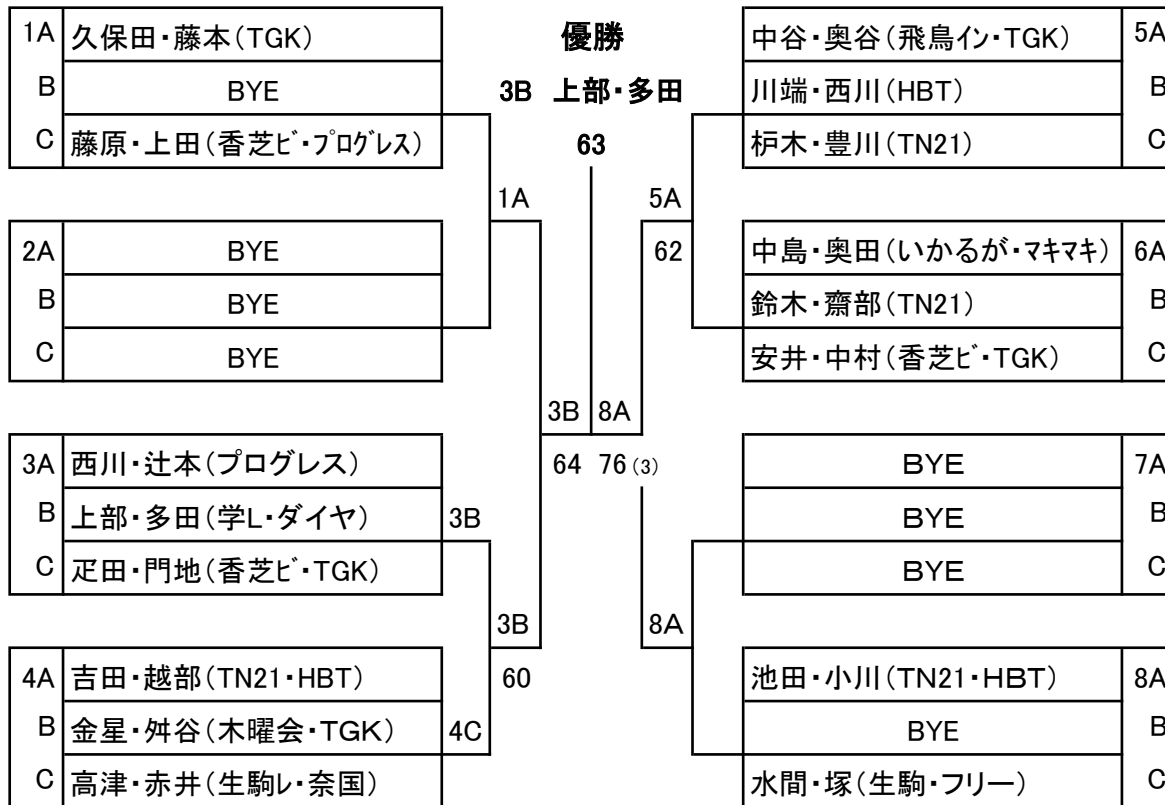 1A 久保田・藤本(TGK)
B BYE
C 藤原・上田(香芝ビ・プログレス)
2A BYE
B BYE
C BYE
3A 西川・辻本(プログレス)
B 上部・多田(学L・ダイヤ)
C 疋田・門地(香芝ビ・TGK)
4A 吉田・越部(TN21・HBT)
B 金星・舛谷(木曜会・TGK)
C 高津・赤井(生駒レ・奈国)
1A
3B
4C
3B
60
優勝
3B 上部・多田
63
3B 8A
64 76(3)
5A
62
8A
中谷・奥谷(飛鳥イン・TGK) 5A
川端・西川(HBT) B
枦木・豊川(TN21) C
中島・奥田(いかるが・マキマキ) 6A
鈴木・齋部(TN21) B
安井・中村(香芝ビ・TGK) C
BYE 7A
BYE B
BYE C
池田・小川(TN21・HBT) 8A
BYE B
水間・塚(生駒・フリー) C